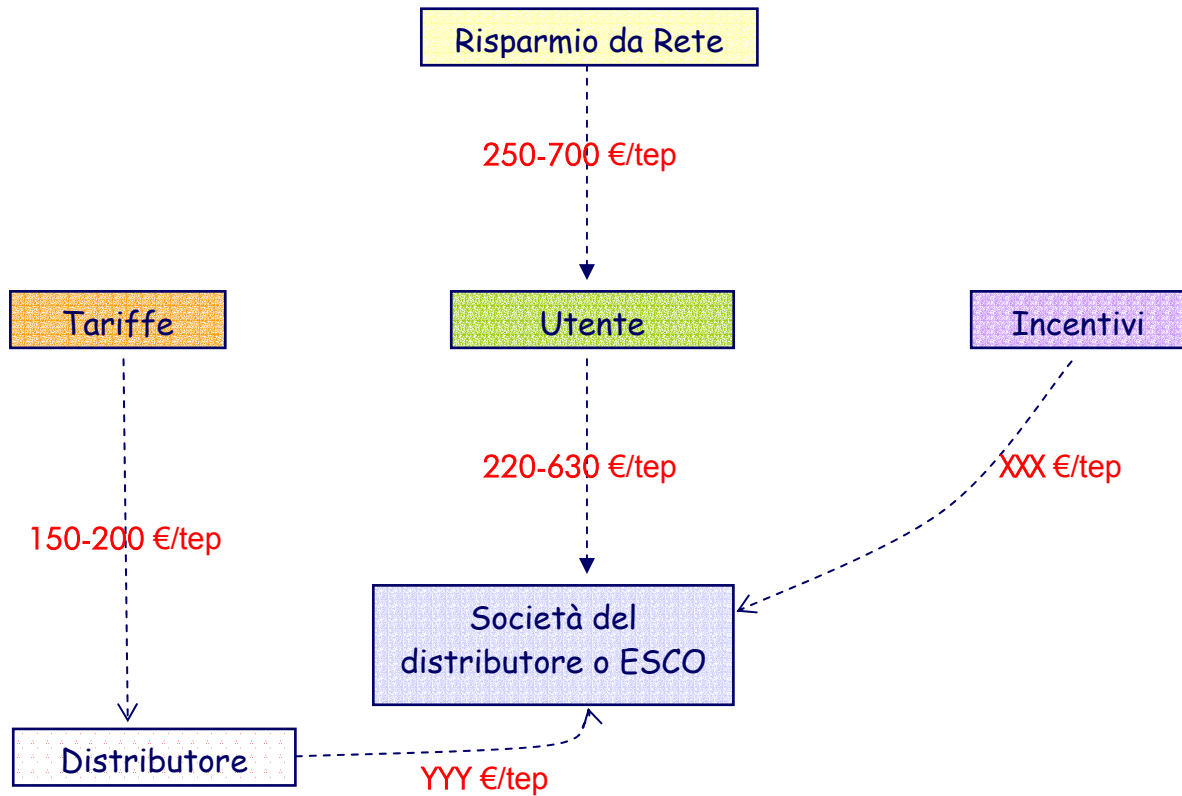 Risparmio da Rete
250-700 €/tep
Tariffe
Utente
Incentivi
220-630 €/tep
XXX €/tep
150-200 €/tep
Società del
distributore o ESCO
Distributore
YYY €/tep